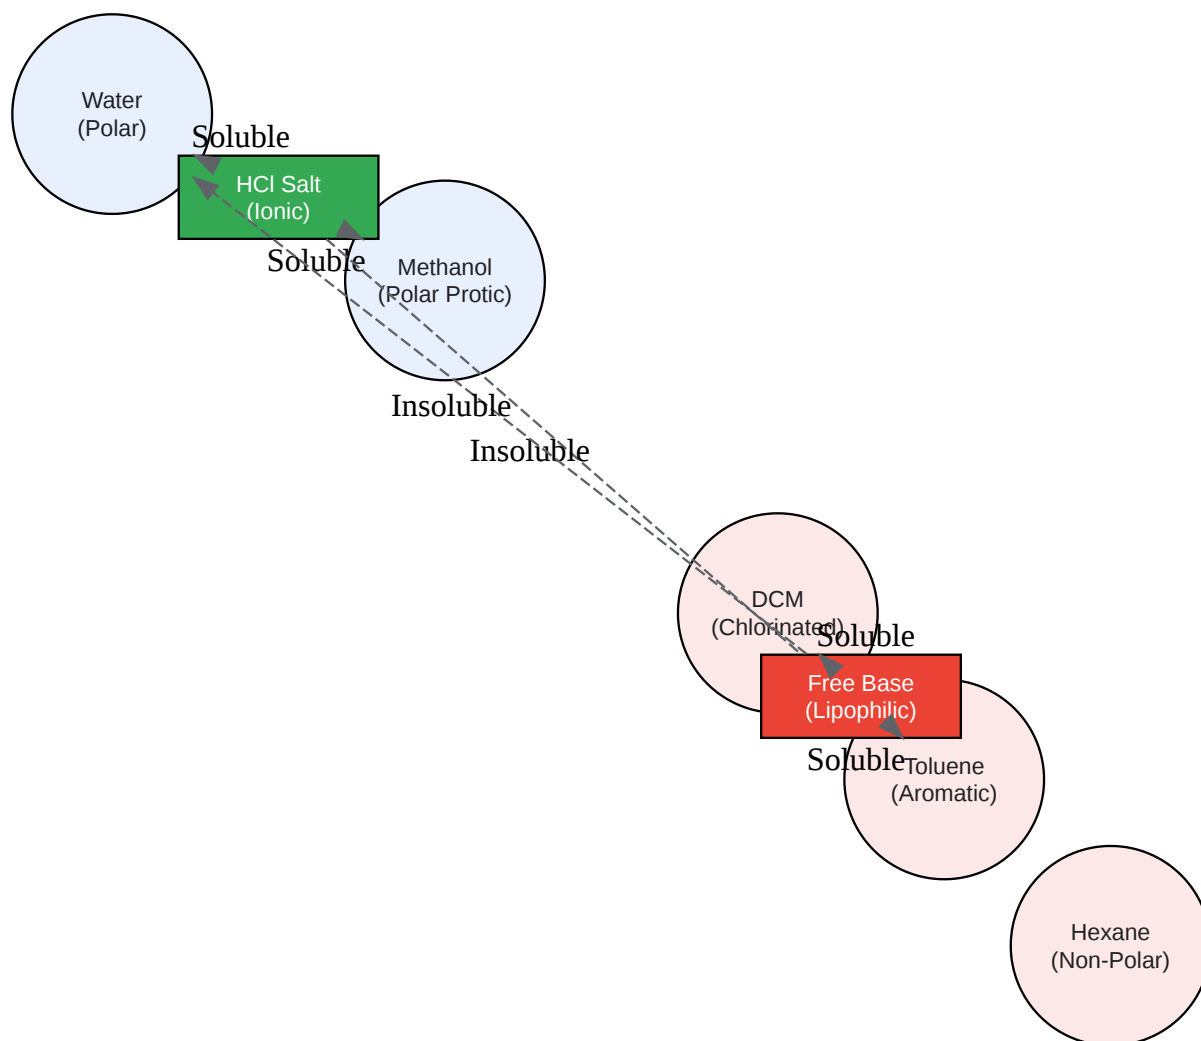 Water
(Polar)
Soluble
HCl Salt
(Ionic)
Soluble
Methanol
(Polar Protic)
Insoluble
Insoluble
DCM
(Chlorinated)
Soluble
Free Base
(Lipophilic)
Soluble
Toluene
(Aromatic)
Hexane
(Non-Polar)